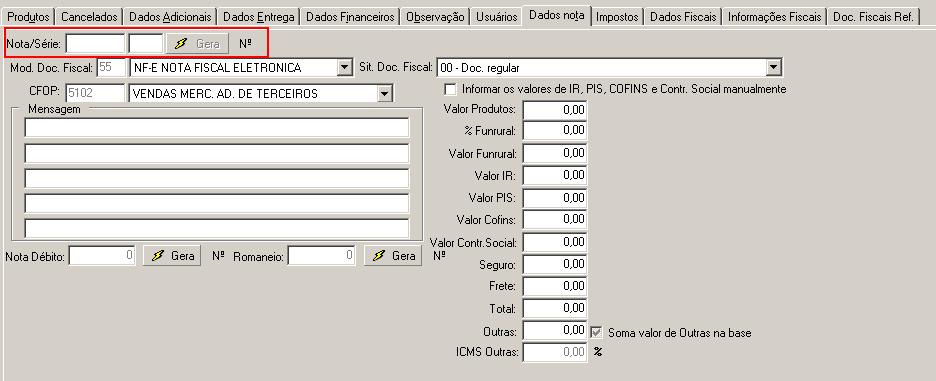 Produtos Cancelados Dados Adicionais Dados Entrega Dados Financeiros Observação Usuários Dados nota Impostos Dados Fiscais Informações Fiscais Doc. Fiscais Ref.
Nota/Série: Gera Nº
Mod. Doc. Fiscal: 55 NF-E NOTA FISCAL ELETRONICA Sit. Doc. Fiscal: 00 - Doc. regular
CFOP: 5102 VENDAS MERC. AD. DE TERCEIROS Informar os valores de IR, PIS, COFINS e Contr. Social manualmente
Mensagem
Valor Produtos: 0,00
% Funrural: 0,00
Valor Funrural: 0,00
Valor IR: 0,00
Valor PIS: 0,00
Valor Cofins: 0,00
Valor Contr.Social: 0,00
Nota Débito: 0 Gera Nº Romaneio: 0 Gera Nº
Seguro: 0,00
Frete: 0,00
Total: 0,00
Outras: 0,00 Soma valor de Outras na base
ICMS Outras: 0,00 %